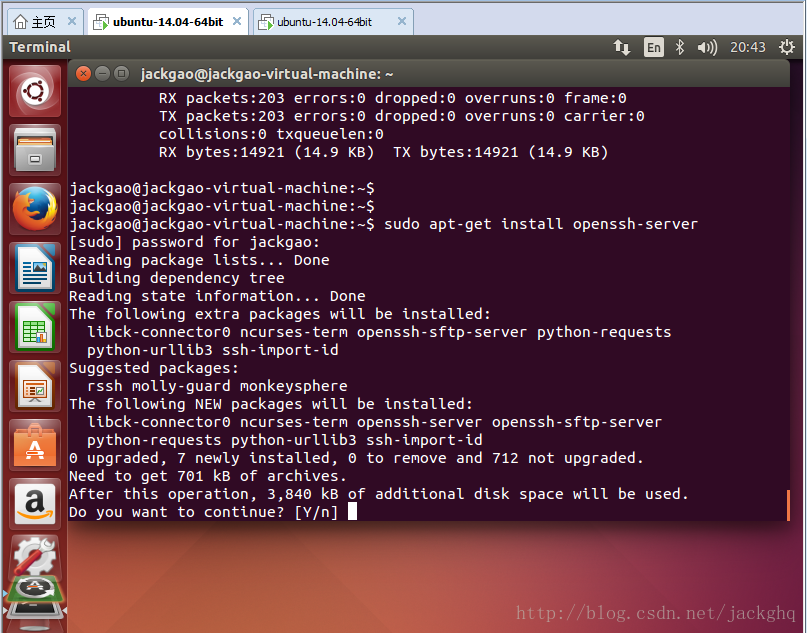 主页
ubuntu-14.04-64bit
ubuntu-14.04-64bit
Terminal
En
20:43
jackgao@jackgao-virtual-machine: ~
RX packets:203 errors:0 dropped:0 overruns:0 frame:0
TX packets:203 errors:0 dropped:0 overruns:0 carrier:0
collisions:0 txqueuelen:0
RX bytes:14921 (14.9 KB)  TX bytes:14921 (14.9 KB)
jackgao@jackgao-virtual-machine:~$
jackgao@jackgao-virtual-machine:~$
jackgao@jackgao-virtual-machine:~$ sudo apt-get install openssh-server
[sudo] password for jackgao:
Reading package lists... Done
Building dependency tree
Reading state information... Done
The following extra packages will be installed:
libck-connector0 ncurses-term openssh-sftp-server python-requests
python-urllib3 ssh-import-id
Suggested packages:
rssh molly-guard monkeysphere
The following NEW packages will be installed:
libck-connector0 ncurses-term openssh-server openssh-sftp-server
python-requests python-urllib3 ssh-import-id
0 upgraded, 7 newly installed, 0 to remove and 712 not upgraded.
Need to get 701 kB of archives.
After this operation, 3,840 kB of additional disk space will be used.
Do you want to continue? [Y/n]
http://blog.csdn.net/jackghq